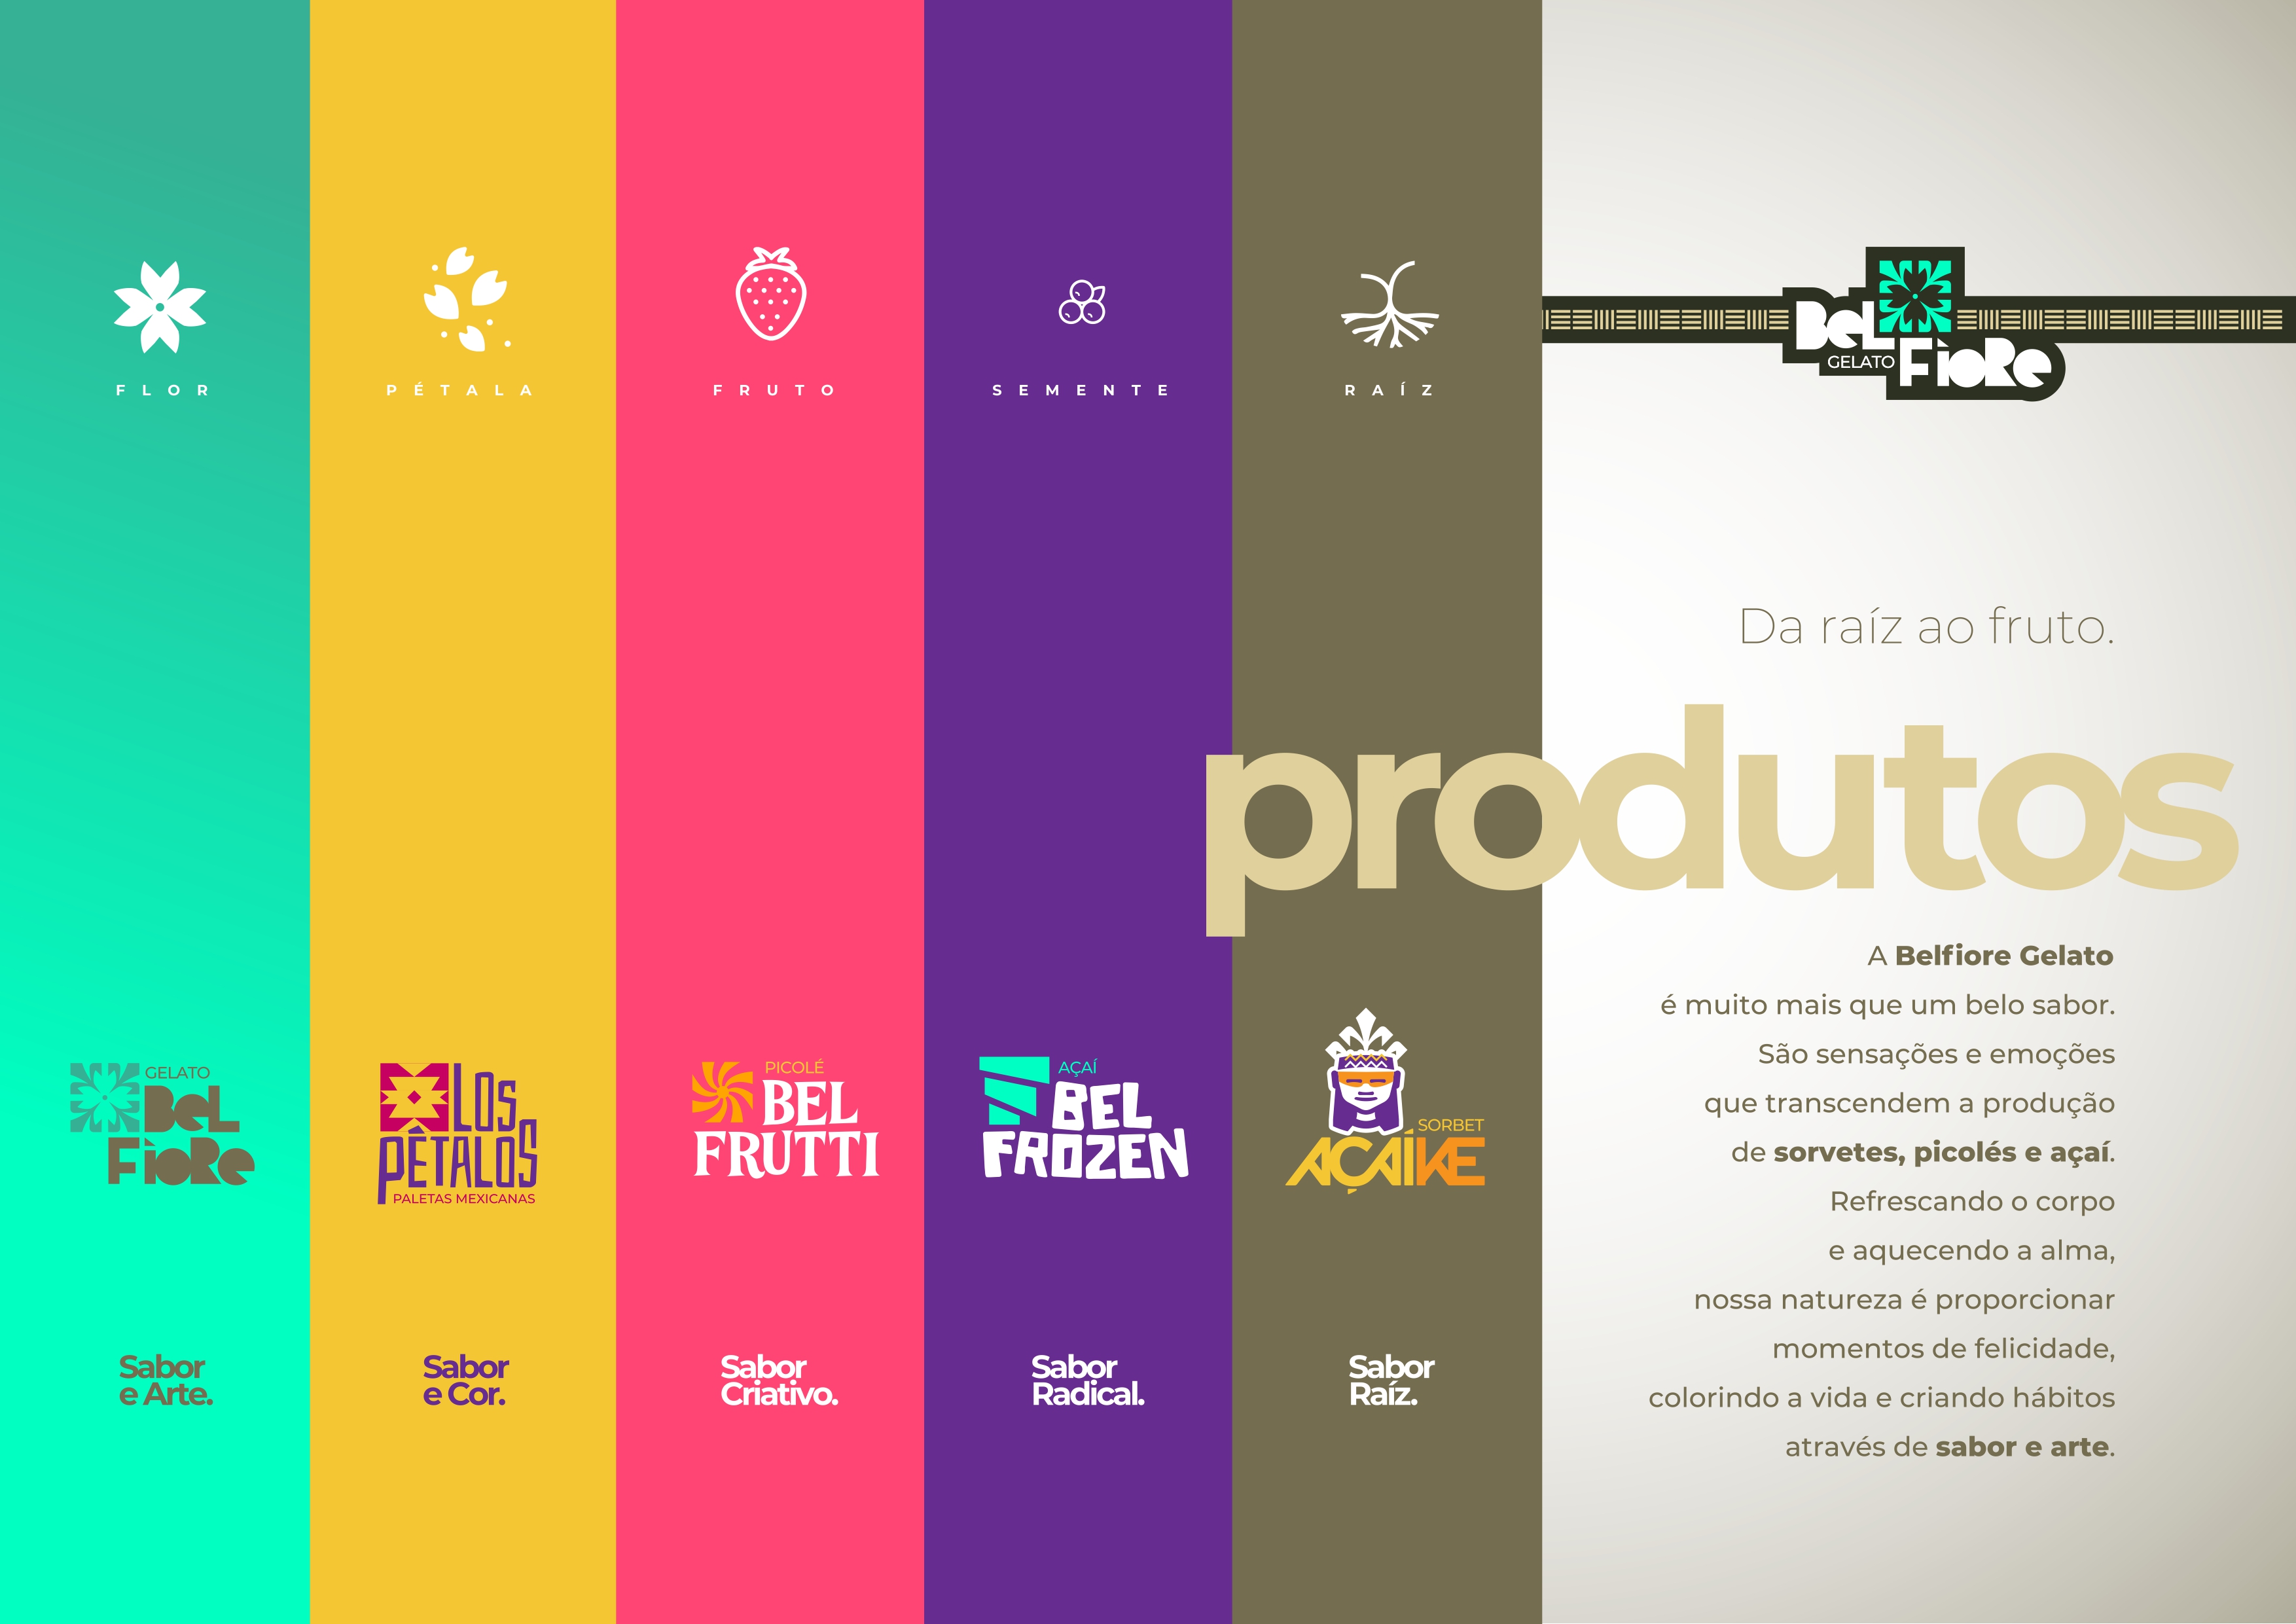 FLOR
GELATO
BEL
FIORE
Sabor
e Arte.
PÉTALA
LOS
PÉTALOS
PALETAS MEXICANAS
Sabor
e Cor.
FRUTO
PICOLÉ
BEL
FRUTTI
Sabor
Criativo.
SEMENTE
AÇAÍ
BEL
FROZEN
Sabor
Radical.
RAÍZ
SORBET
AÇAÍKE
Sabor
Raíz.
BEL
GELATO FIORE
Da raíz ao fruto.
produtos
A Belfiore Gelato
é muito mais que um belo sabor.
São sensações e emoções
que transcendem a produção
de sorvetes, picolés e açaí.
Refrescando o corpo
e aquecendo a alma,
nossa natureza é proporcionar
momentos de felicidade,
colorindo a vida e criando hábitos
através de sabor e arte.